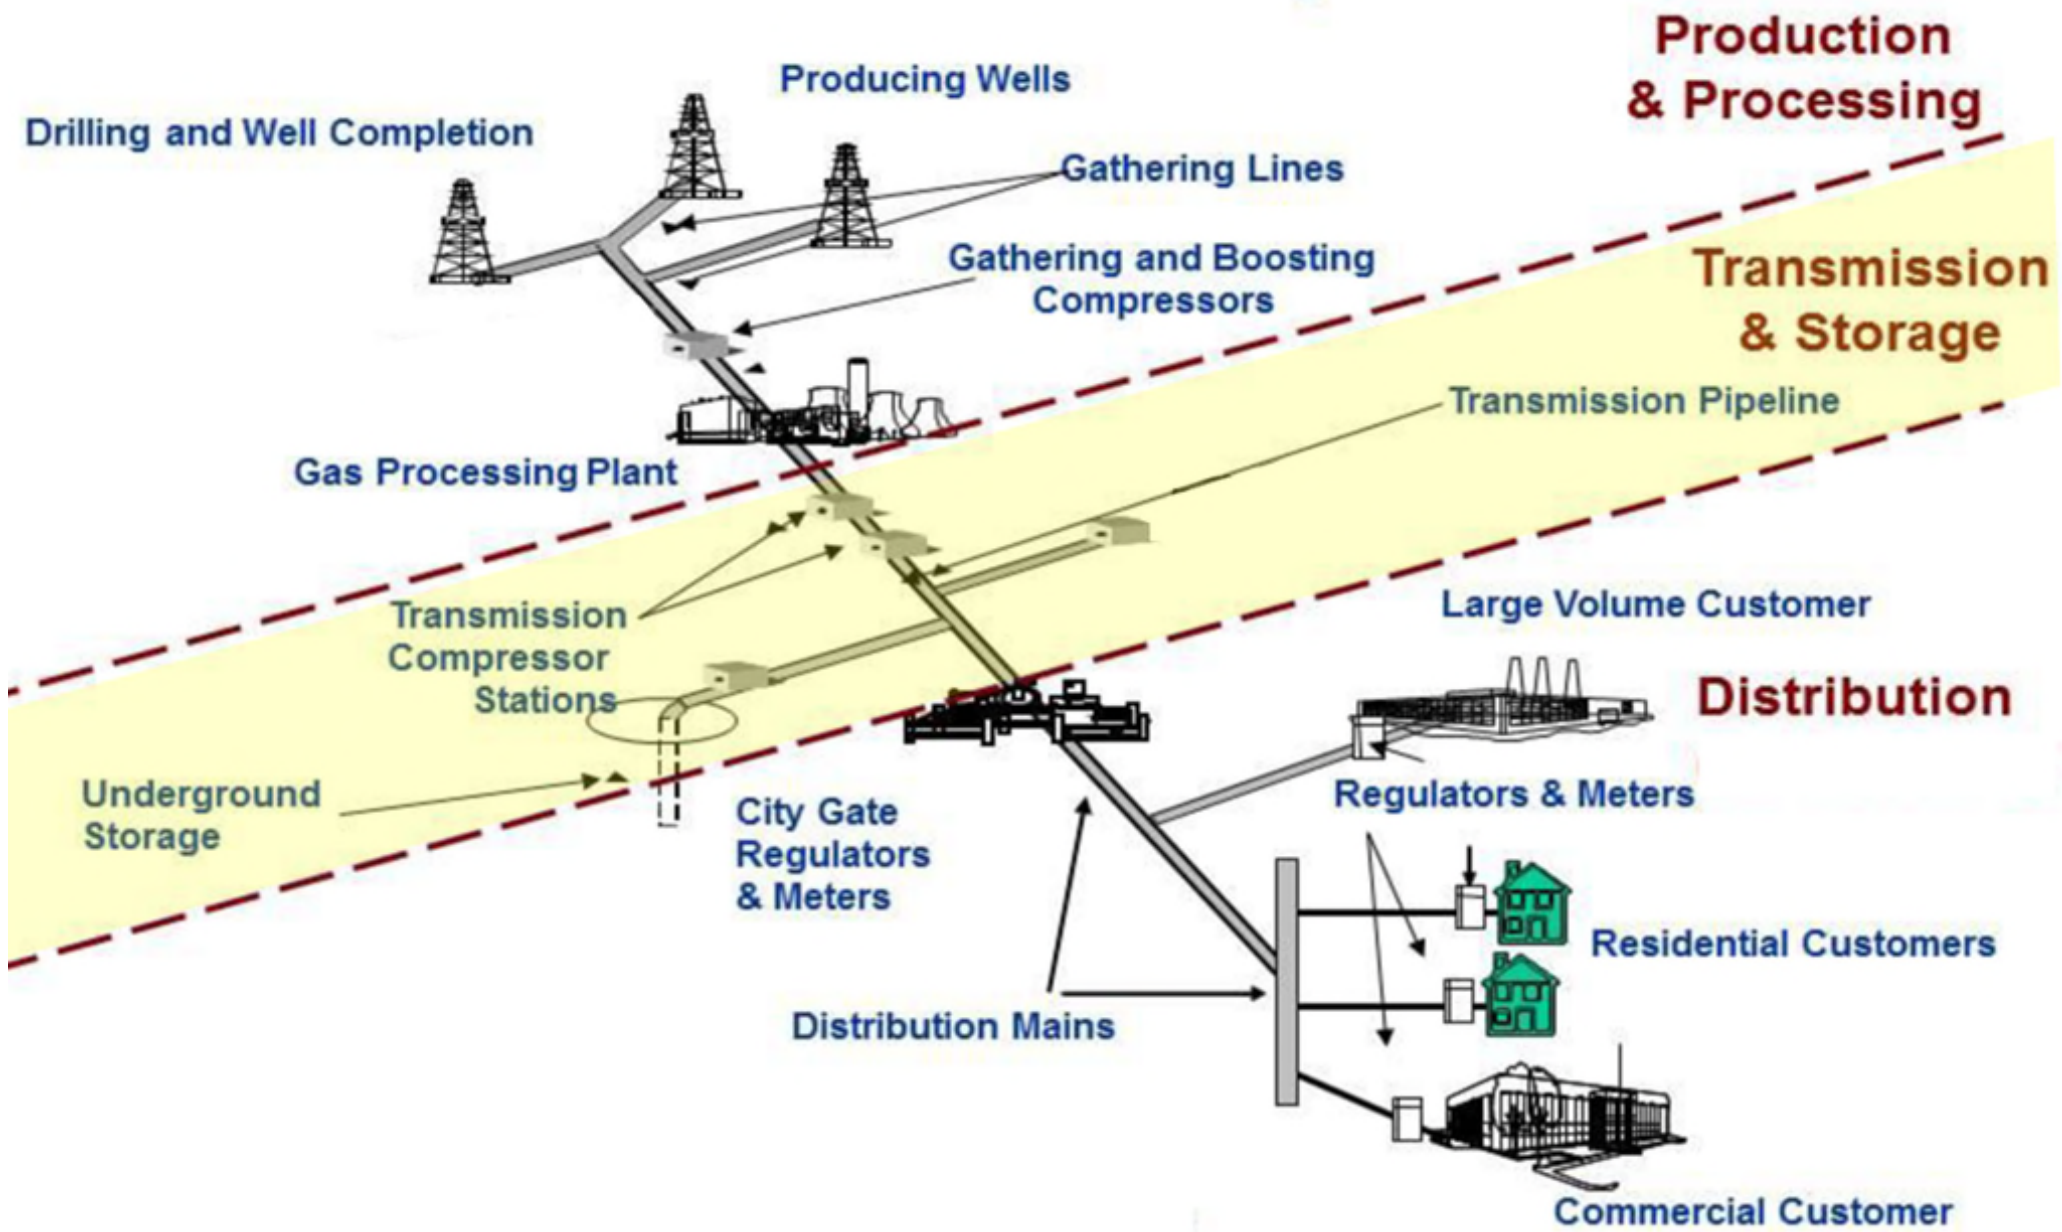 Production
& Processing
Producing Wells
Drilling and Well Completion
Gathering Lines
Gathering and Boosting
Compressors
Transmission
& Storage
Transmission Pipeline
Gas Processing Plant
Transmission
Compressor
Stations
Large Volume Customer
Distribution
Underground
Storage
City Gate
Regulators
& Meters
Regulators & Meters
Residential Customers
Distribution Mains
Commercial Customer